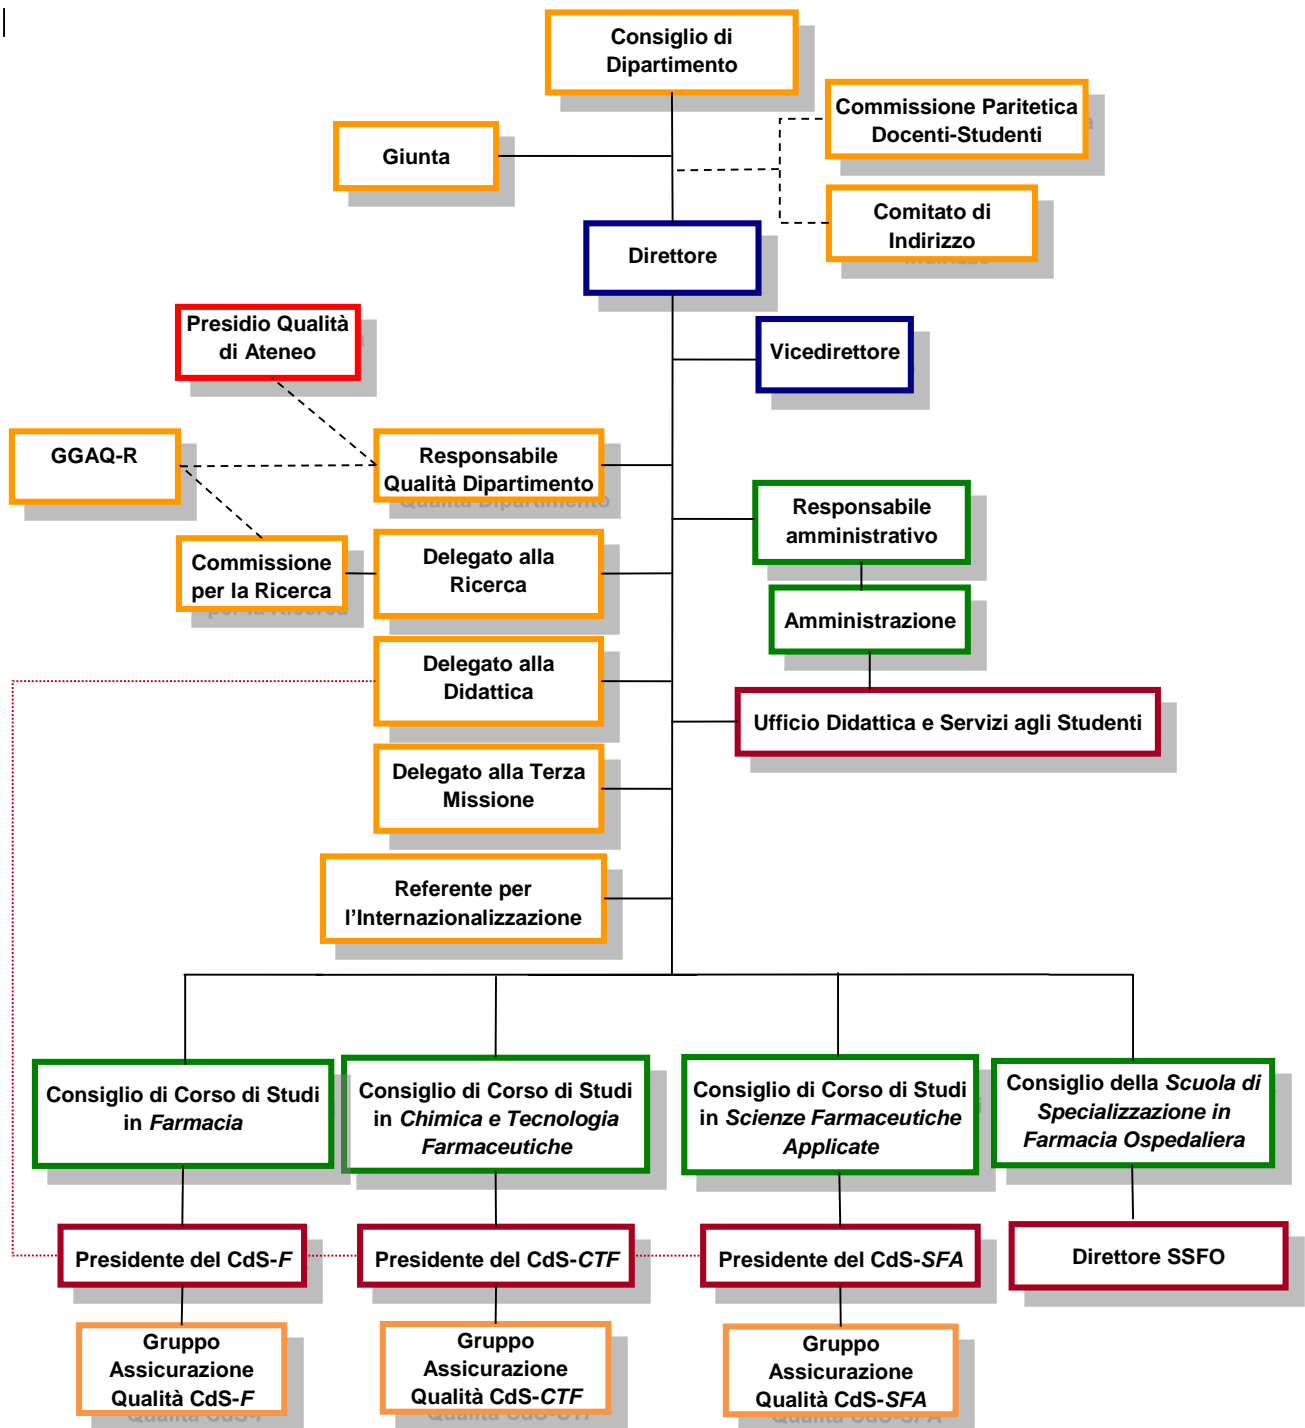 Consiglio di
Dipartimento
Commissione Paritetica
Docenti-Studenti
Giunta
Comitato di
Indirizzo
Direttore
Presidio Qualità
di Ateneo
Vicedirettore
GGAQ-R
Responsabile
Qualità Dipartimento
Responsabile
amministrativo
Commissione
per la Ricerca
Delegato alla
Ricerca
Amministrazione
Delegato alla
Didattica
Ufficio Didattica e Servizi agli Studenti
Delegato alla Terza
Missione
Referente per
l’Internazionalizzazione
Consiglio di Corso di Studi
in Farmacia
Consiglio di Corso di Studi
in Chimica e Tecnologia
Farmaceutiche
Consiglio di Corso di Studi
in Scienze Farmaceutiche
Applicate
Consiglio della Scuola di
Specializzazione in
Farmacia Ospedaliera
Presidente del CdS-F
Presidente del CdS-CTF
Presidente del CdS-SFA
Direttore SSFO
Gruppo
Assicurazione
Qualità CdS-F
Gruppo
Assicurazione
Qualità CdS-CTF
Gruppo
Assicurazione
Qualità CdS-SFA